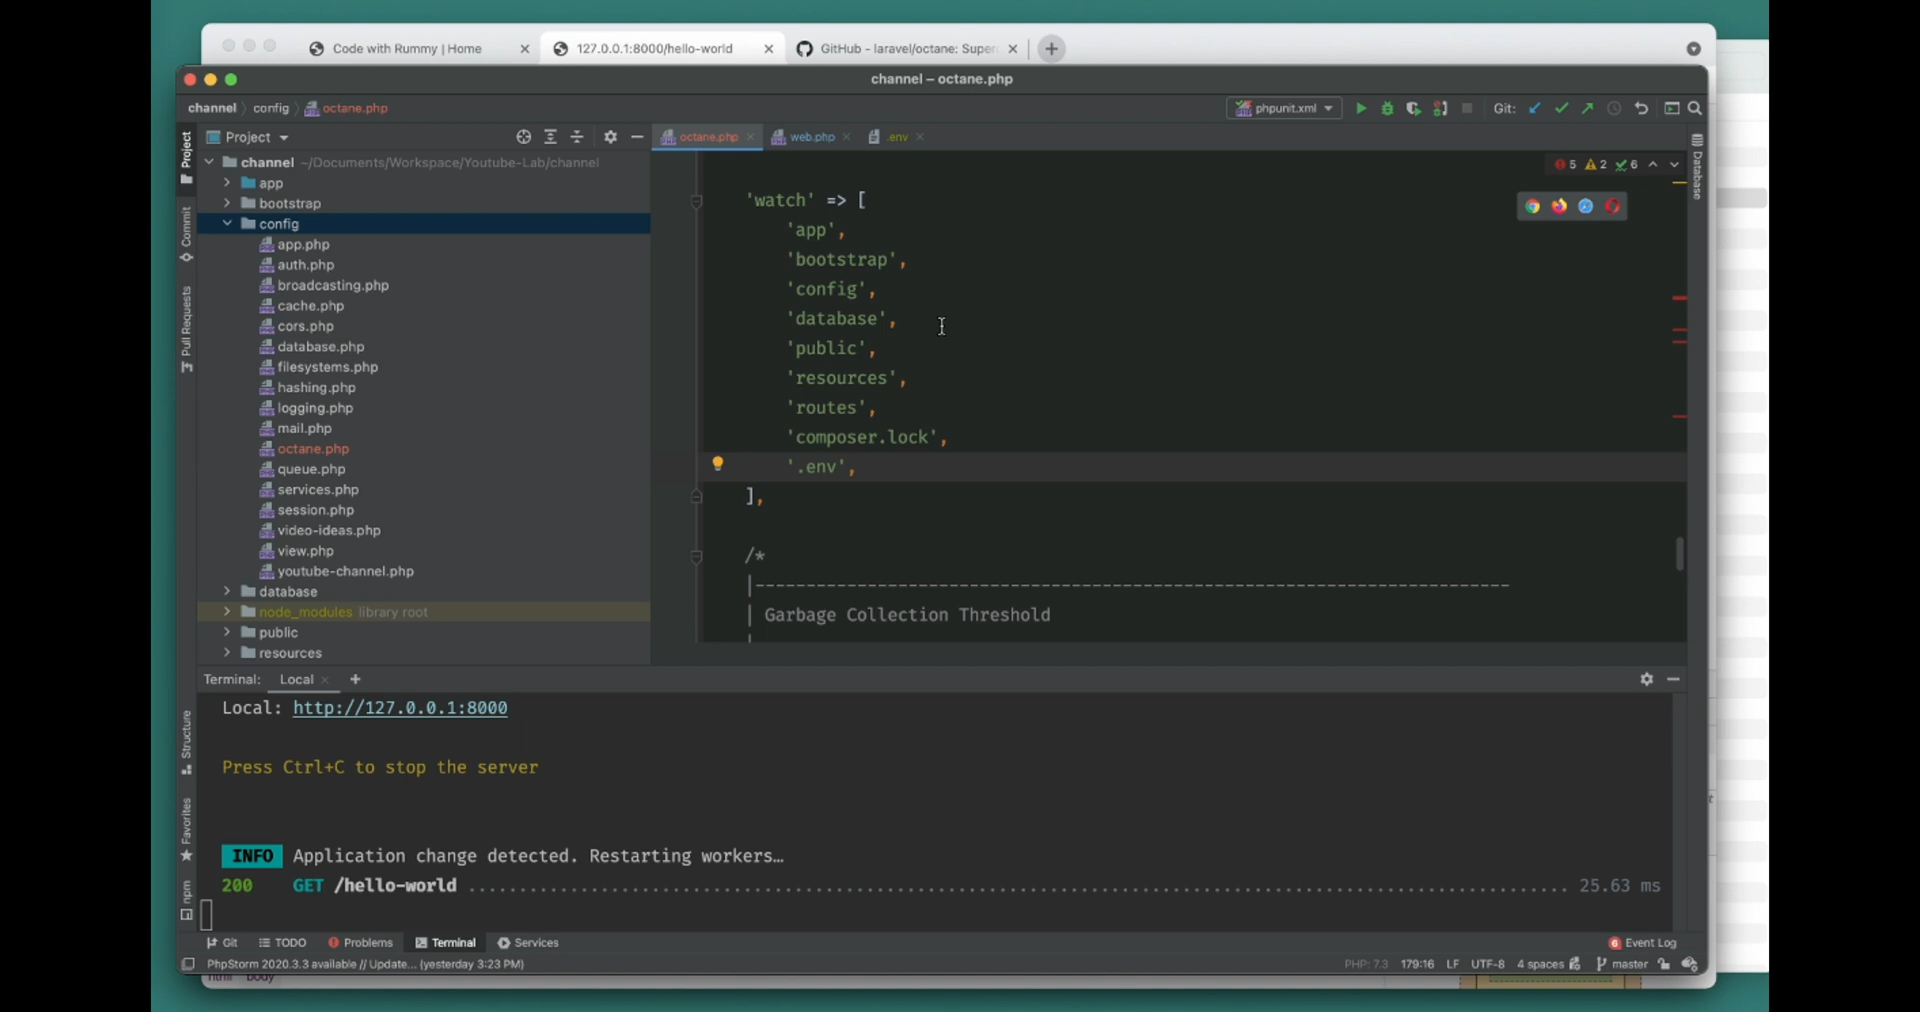 Code with Rummy | Home
127.0.0.1:8000/hello-world
GitHub - laravel/octane: Super
channel – octane.php
channel config octane.php
phpunit.xml
Git:
Project
octane.php
web.php
.env
channel ~/Documents/Workspace/Youtube-Lab/channel
app
bootstrap
config
app.php
auth.php
broadcasting.php
cache.php
cors.php
database.php
filesystems.php
hashing.php
logging.php
mail.php
octane.php
queue.php
services.php
session.php
video-ideas.php
view.php
youtube-channel.php
database
node_modules library root
public
resources
Project
Commit
Pull Requests
Structure
Favorites
npm
Database
5 2 6
'watch' => [
'app',
'bootstrap',
'config',
'database',
'public',
'resources',
'routes',
'composer.lock',
'.env',
],
/*
|--------------------------------------------------------------------------
| Garbage Collection Threshold
|
Terminal: Local
Local: http://127.0.0.1:8000
Press Ctrl+C to stop the server
INFO Application change detected. Restarting workers…
200 GET /hello-world ........................................................................................................ 25.63 ms
Git
TODO
Problems
Terminal
Services
6 Event Log
PhpStorm 2020.3.3 available // Update... (yesterday 3:23 PM)
PHP: 7.3 179:16 LF UTF-8 4 spaces master
html body